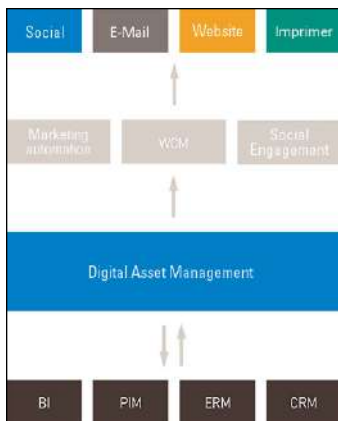 Social
E-Mail
Website
Imprimer
Marketing
automation
WCM
Social
Engagement
Digital Asset Management
BI
PIM
ERM
CRM